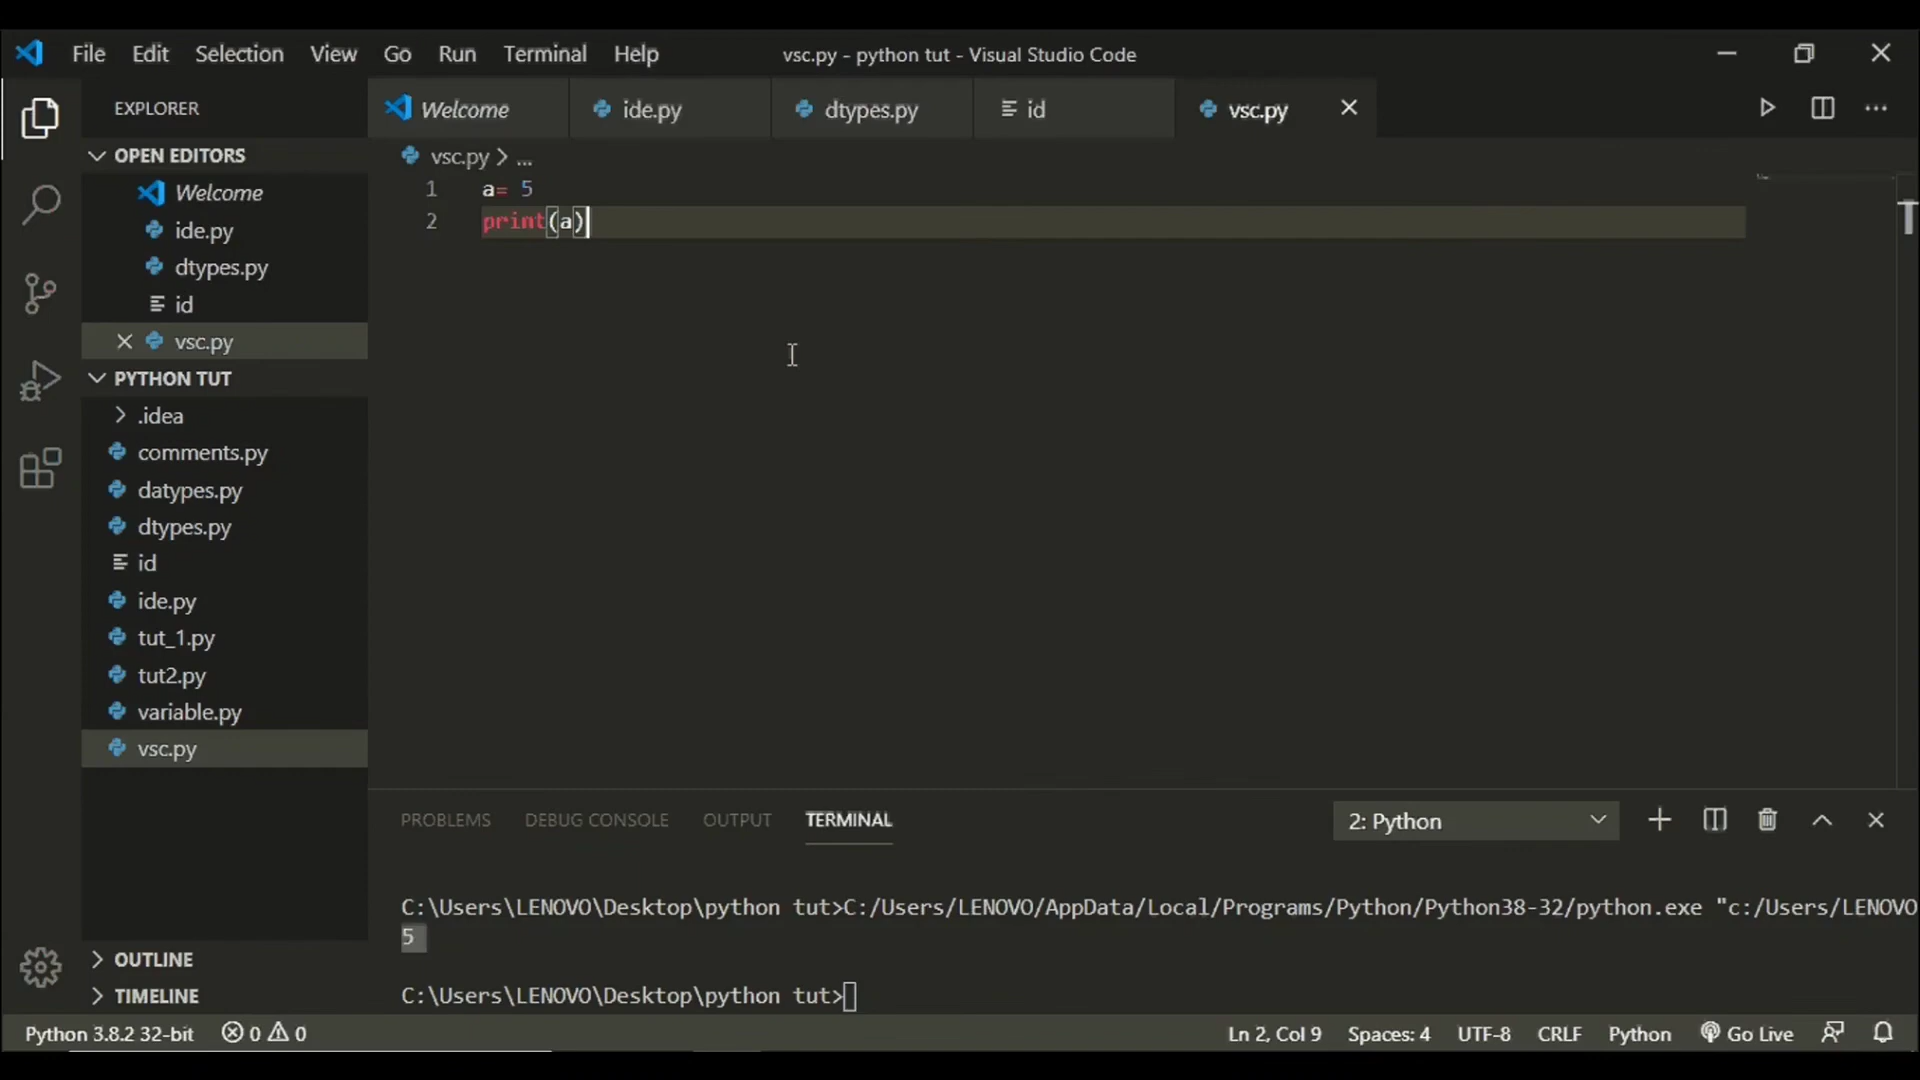 File Edit Selection View Go Run Terminal Help vsc.py - python tut - Visual Studio Code
EXPLORER
OPEN EDITORS
Welcome
ide.py
dtypes.py
id
vsc.py
PYTHON TUT
.idea
comments.py
datypes.py
dtypes.py
id
ide.py
tut_1.py
tut2.py
variable.py
vsc.py
OUTLINE
TIMELINE
Welcome ide.py dtypes.py id vsc.py
vsc.py > ...
1 a= 5
2 print(a)
PROBLEMS DEBUG CONSOLE OUTPUT TERMINAL 2: Python
C:\Users\LENOVO\Desktop\python tut>C:/Users/LENOVO/AppData/Local/Programs/Python/Python38-32/python.exe "c:/Users/LENOVO
5
C:\Users\LENOVO\Desktop\python tut>
Python 3.8.2 32-bit 0 0 Ln 2, Col 9 Spaces: 4 UTF-8 CRLF Python Go Live